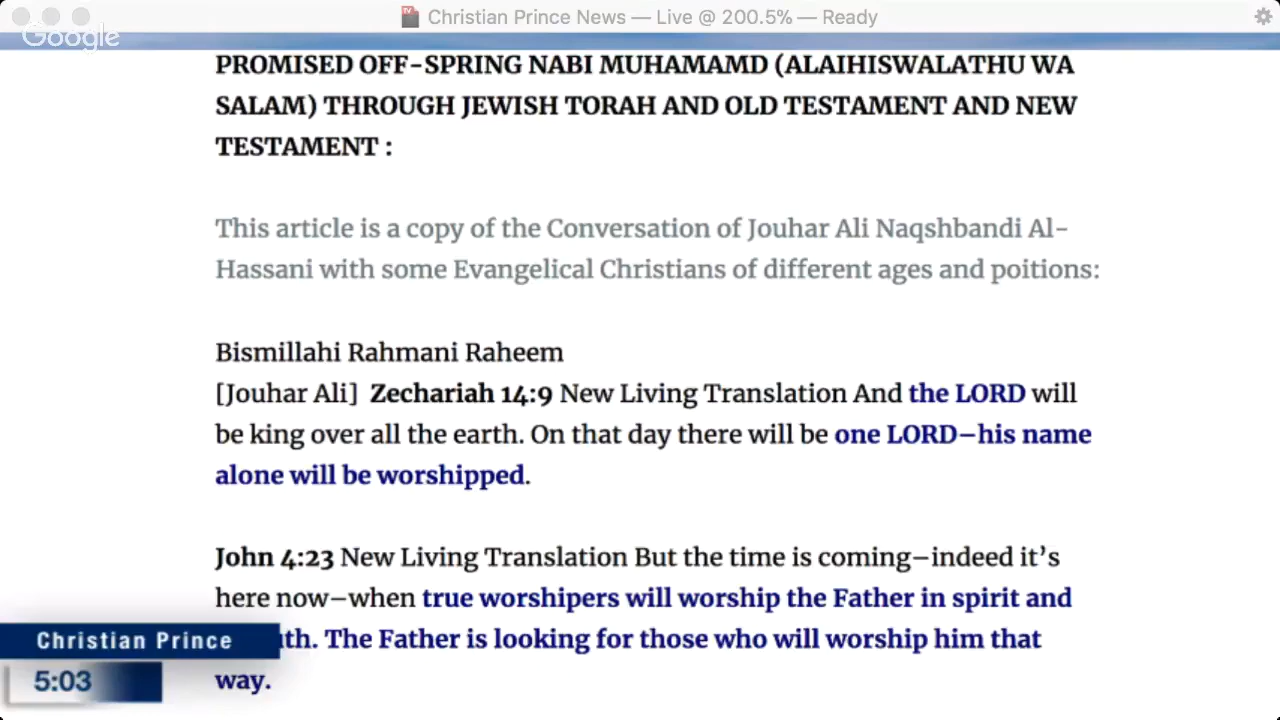 Christian Prince News — Live @ 200.5% — Ready
Google
PROMISED OFF-SPRING NABI MUHAMAMD (ALAIHISWALATHU WA
SALAM) THROUGH JEWISH TORAH AND OLD TESTAMENT AND NEW
TESTAMENT :
This article is a copy of the Conversation of Jouhar Ali Naqshbandi Al-
Hassani with some Evangelical Christians of different ages and poitions:
Bismillahi Rahmani Raheem
[Jouhar Ali] Zechariah 14:9 New Living Translation And the LORD will
be king over all the earth. On that day there will be one LORD–his name
alone will be worshipped.
John 4:23 New Living Translation But the time is coming–indeed it’s
here now–when true worshipers will worship the Father in spirit and
th. The Father is looking for those who will worship him that
way.
Christian Prince
5:03